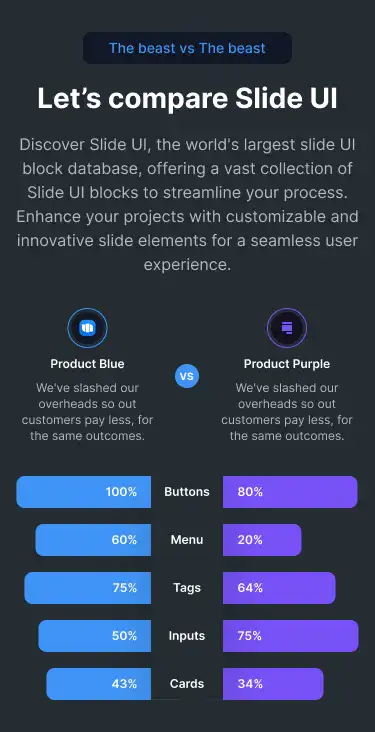 The beast vs The beast
Let’s compare Slide UI
Discover Slide UI, the world's largest slide UI
block database, offering a vast collection of
Slide UI blocks to streamline your process.
Enhance your projects with customizable and
innovative slide elements for a seamless user
experience.
Product Blue
We've slashed our
overheads so out
customers pay less, for
the same outcomes.
VS
Product Purple
We've slashed our
overheads so out
customers pay less, for
the same outcomes.
100% Buttons 80%
60% Menu 20%
75% Tags 64%
50% Inputs 75%
43% Cards 34%